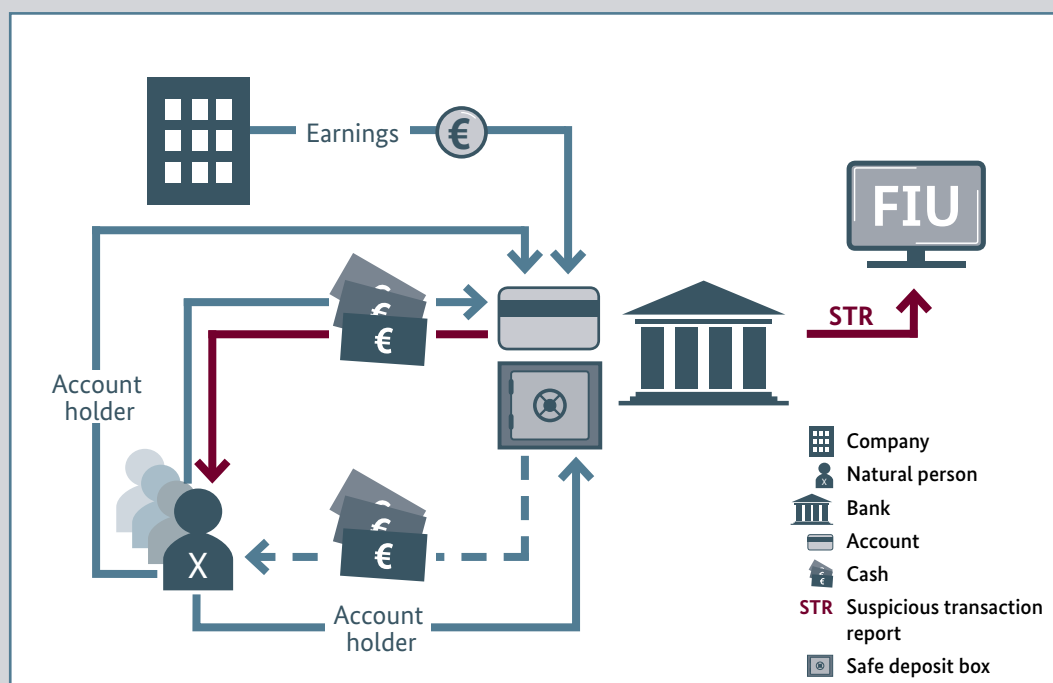 Earnings
€
FIU
€
€
€
STR
Account
holder
€
€
€
X
Account
holder
Company
X
Natural person
Bank
Account
€
€
Cash
STR Suspicious transaction
report
Safe deposit box